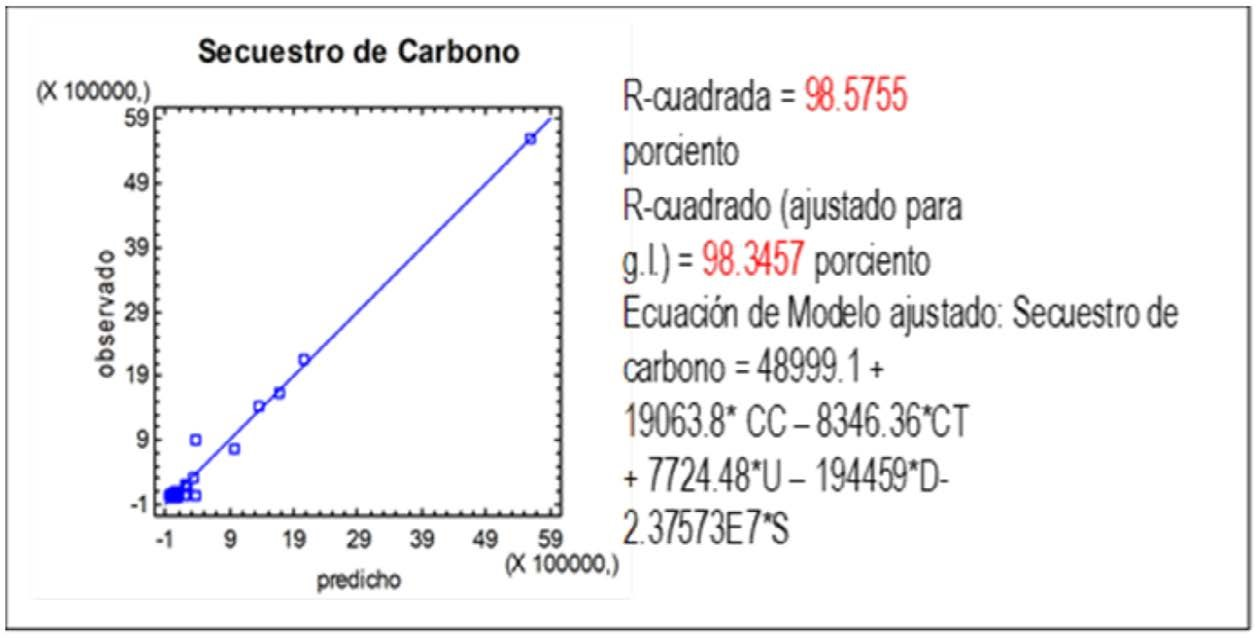 Secuestro de Carbono
(X 100000,)
59
49
39
29
19
9
-1
observado
-1 9 19 29 39 49 59
(X 100000,)
predicho
R-cuadrada = 98.5755
porciento
R-cuadrado (ajustado para
g.l.) = 98.3457 porciento
Ecuación de Modelo ajustado: Secuestro de
carbono = 48999.1 +
19063.8* CC – 8346.36*CT
+ 7724.48*U – 194459*D-
2.37573E7*S